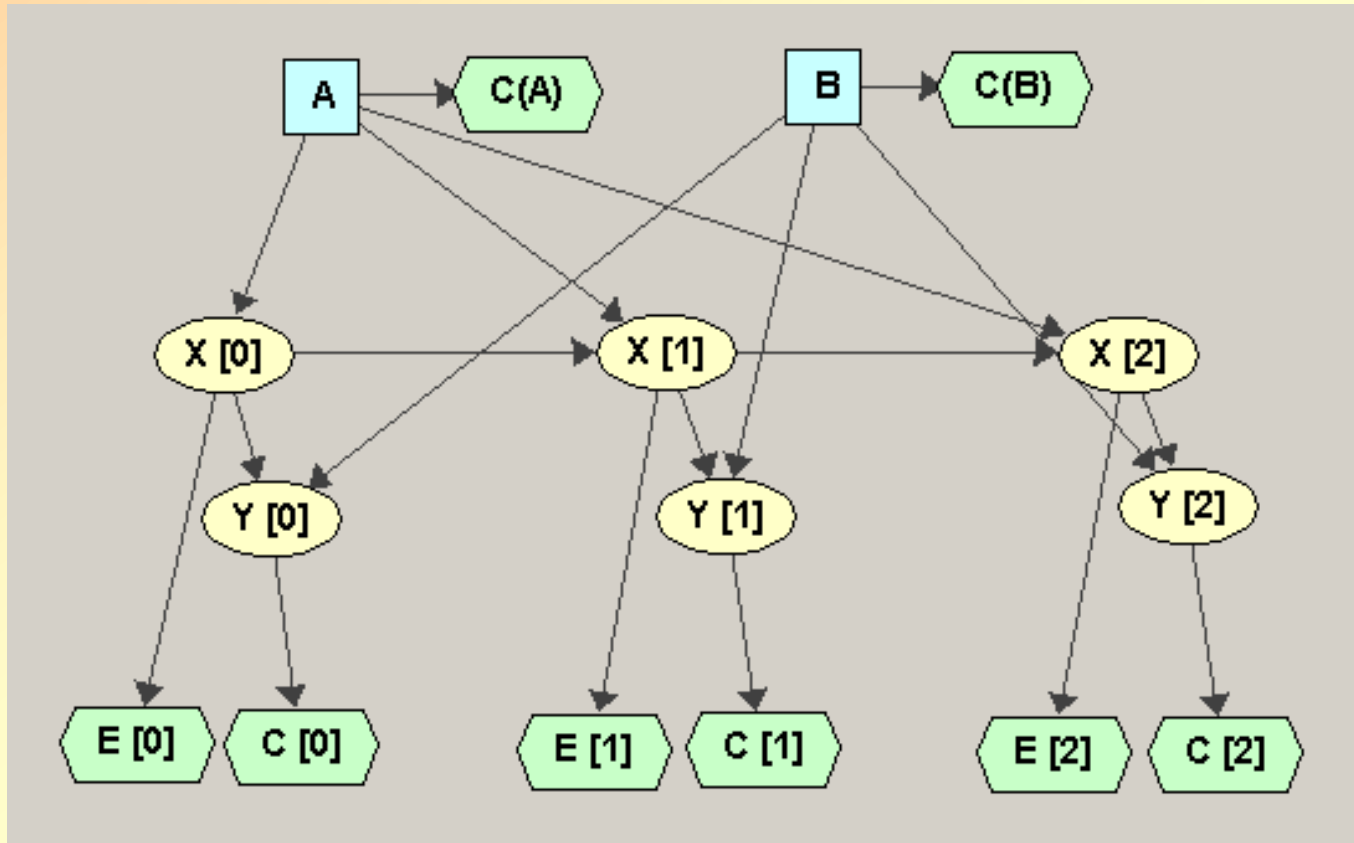 A
C(A)
B
C(B)
X [0]
X [1]
X [2]
Y [0]
Y [1]
Y [2]
E [0]
C [0]
E [1]
C [1]
E [2]
C [2]